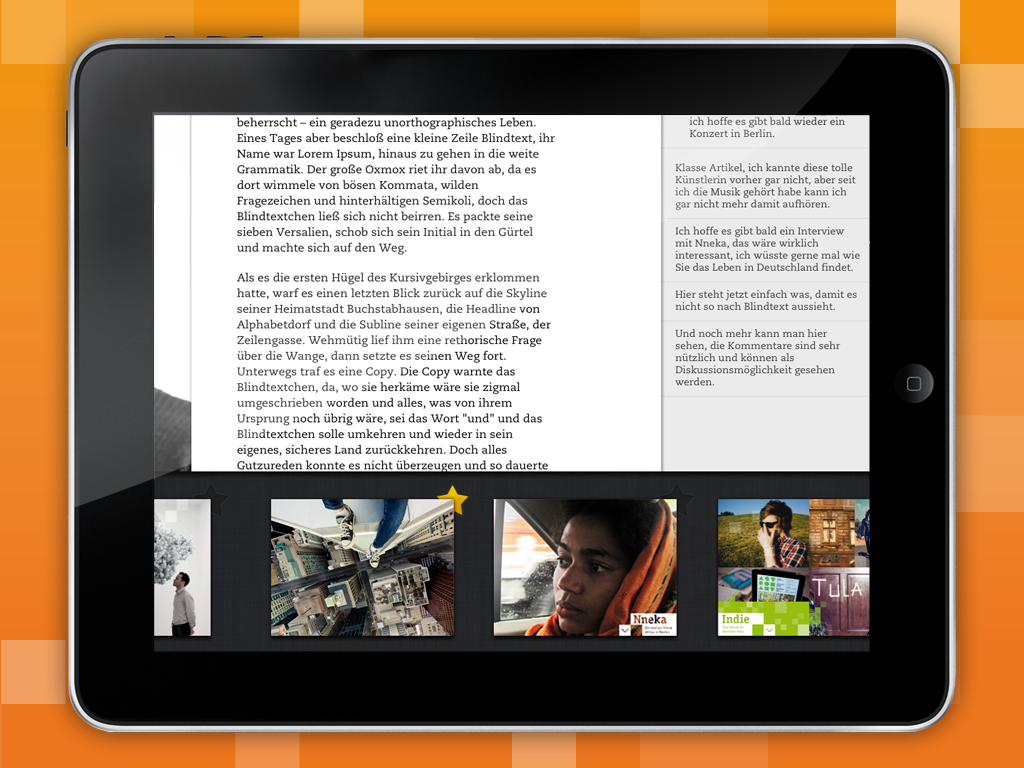 beherrscht – ein geradezu unorthographisches Leben.
Eines Tages aber beschloß eine kleine Zeile Blindtext, ihr
Name war Lorem Ipsum, hinaus zu gehen in die weite
Grammatik. Der große Oxmox riet ihr davon ab, da es
dort wimmele von bösen Kommata, wilden
Fragezeichen und hinterhältigen Semikoli, doch das
Blindtextchen ließ sich nicht beirren. Es packte seine
sieben Versalien, schob sich sein Initial in den Gürtel
und machte sich auf den Weg.
Als es die ersten Hügel des Kursivgebirges erklommen
hatte, warf es einen letzten Blick zurück auf die Skyline
seiner Heimatstadt Buchstabhausen, die Headline von
Alphabetdorf und die Subline seiner eigenen Straße, der
Zeilengasse. Wehmütig lief ihm eine rethorische Frage
über die Wange, dann setzte es seinen Weg fort.
Unterwegs traf es eine Copy. Die Copy warnte das
Blindtextchen, da, wo sie herkäme wäre sie zigmal
umgeschrieben worden und alles, was von ihrem
Ursprung noch übrig wäre, sei das Wort "und" und das
Blindtextchen solle umkehren und wieder in sein
eigenes, sicheres Land zurückkehren. Doch alles
Gutzureden konnte es nicht überzeugen und so dauerte
ich hoffe es gibt bald wieder ein
Konzert in Berlin.
Klasse Artikel, ich kannte diese tolle
Künstlerin vorher gar nicht, aber seit
ich die Musik gehört habe kann ich
gar nicht mehr damit aufhören.
Ich hoffe es gibt bald ein Interview
mit Nneka, das wäre wirklich
interessant, ich wüsste gerne mal wie
Sie das Leben in Deutschland findet.
Hier steht jetzt einfach was, damit es
nicht so nach Blindtext aussieht.
Und noch mehr kann man hier
sehen, die Kommentare sind sehr
nützlich und können als
Diskussionsmöglichkeit gesehen
werden.
Nneka
TULA
Indie